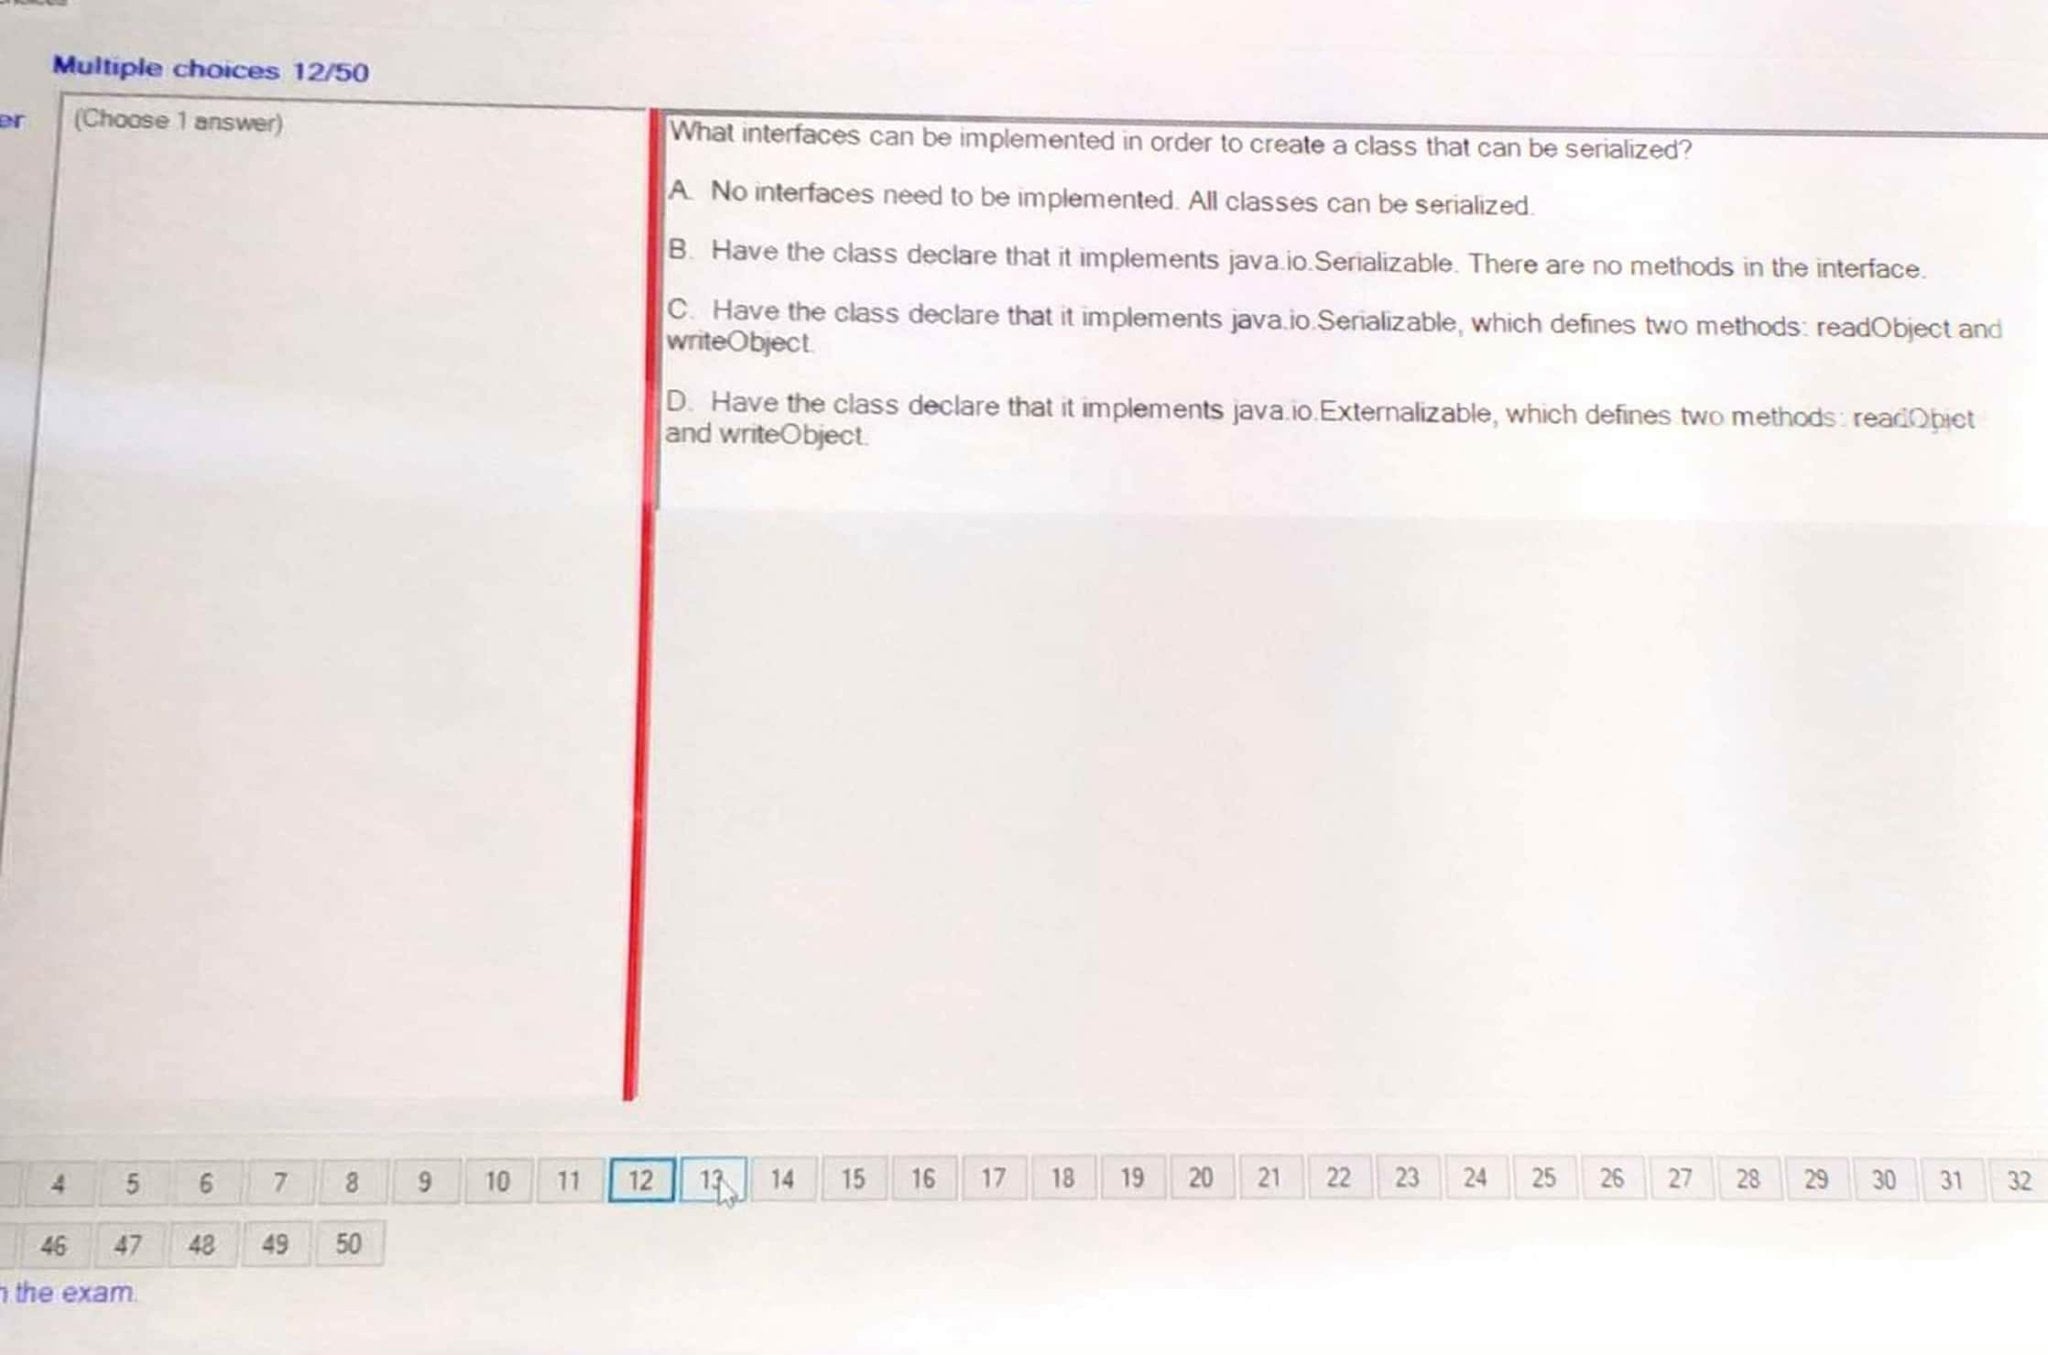 Multiple choices 12/50
er
(Choose 1 answer)
What interfaces can be implemented in order to create a class that can be serialized?
A. No interfaces need to be implemented. All classes can be serialized.
B. Have the class declare that it implements java.io.Serializable. There are no methods in the interface.
C. Have the class declare that it implements java.io.Serializable, which defines two methods: readObject and
writeObject.
D. Have the class declare that it implements java.io.Externalizable, which defines two methods: readObjct
and writeObject.
4 5 6 7 8 9 10 11 12 13 14 15 16 17 18 19 20 21 22 23 24 25 26 27 28 29 30 31 32
46 47 48 49 50
the exam.